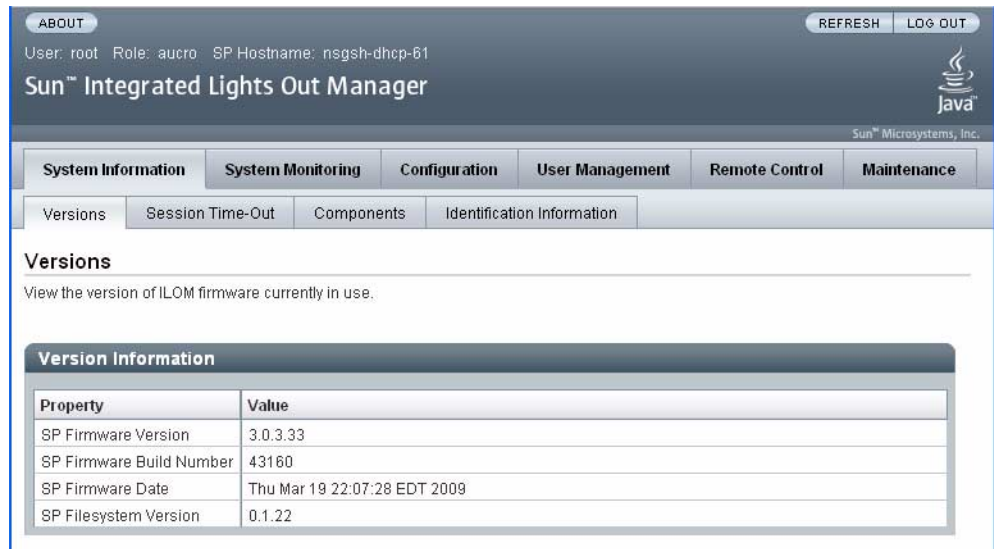 ABOUT REFRESH LOG OUT
User: root Role: aucro SP Hostname: nsgsh-dhcp-61
Sun™ Integrated Lights Out Manager
Java™
Sun™ Microsystems, Inc.
System Information System Monitoring Configuration User Management Remote Control Maintenance
Versions Session Time-Out Components Identification Information
Versions
View the version of ILOM firmware currently in use.
Version Information
Property Value
SP Firmware Version 3.0.3.33
SP Firmware Build Number 43160
SP Firmware Date Thu Mar 19 22:07:28 EDT 2009
SP Filesystem Version 0.1.22